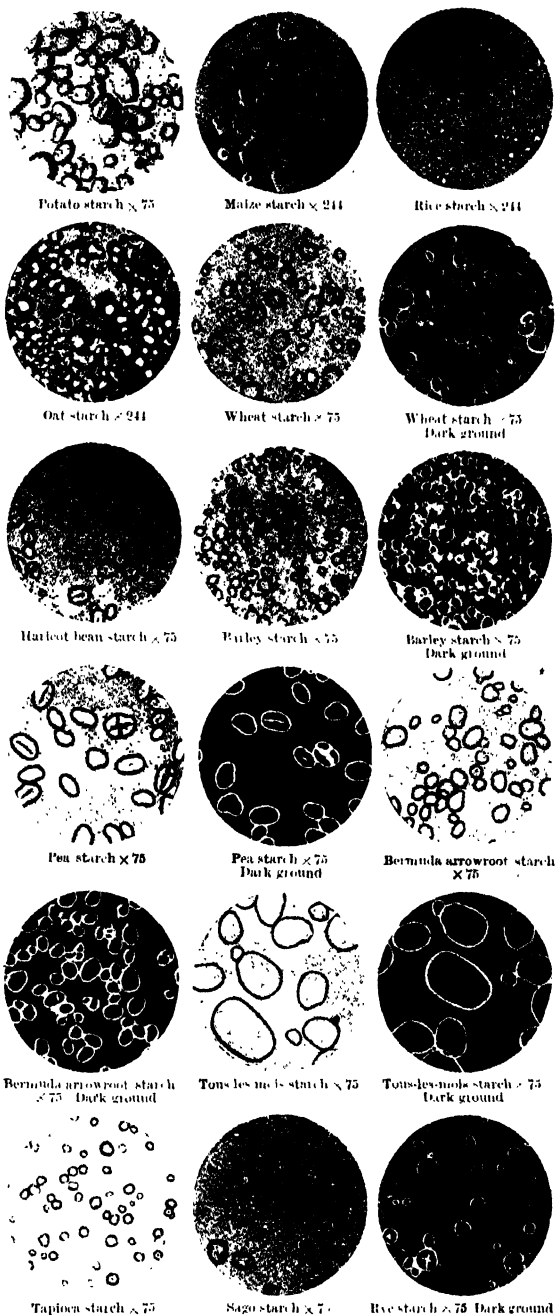 Potato starch × 75
Maize starch × 244
Rice starch × 244
Oat starch × 244
Wheat starch × 75
Wheat starch × 75
Dark ground
Haricot bean starch × 75
Barley starch × 75
Barley starch × 75
Dark ground
Pea starch × 75
Pea starch × 75
Dark ground
Bermuda arrowroot starch
× 75
Bermuda arrowroot starch
× 75 Dark ground
Tous les mois starch × 75
Tous-les-mois starch × 75
Dark ground
Tapioca starch × 75
Sago starch × 7
Rye starch × 75 Dark ground